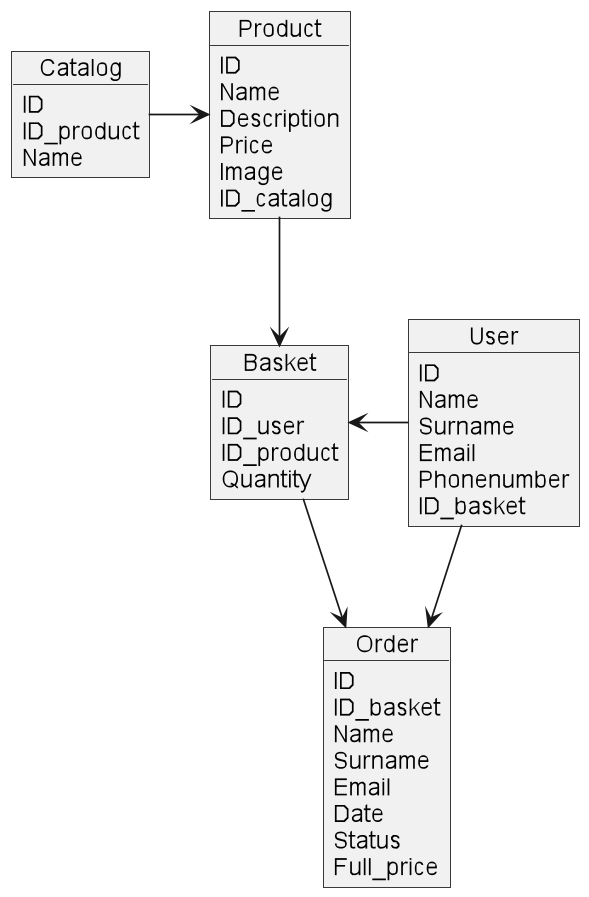 Catalog
ID
ID_product
Name
Product
ID
Name
Description
Price
Image
ID_catalog
Basket
ID
ID_user
ID_product
Quantity
User
ID
Name
Surname
Email
Phonenumber
ID_basket
Order
ID
ID_basket
Name
Surname
Email
Date
Status
Full_price